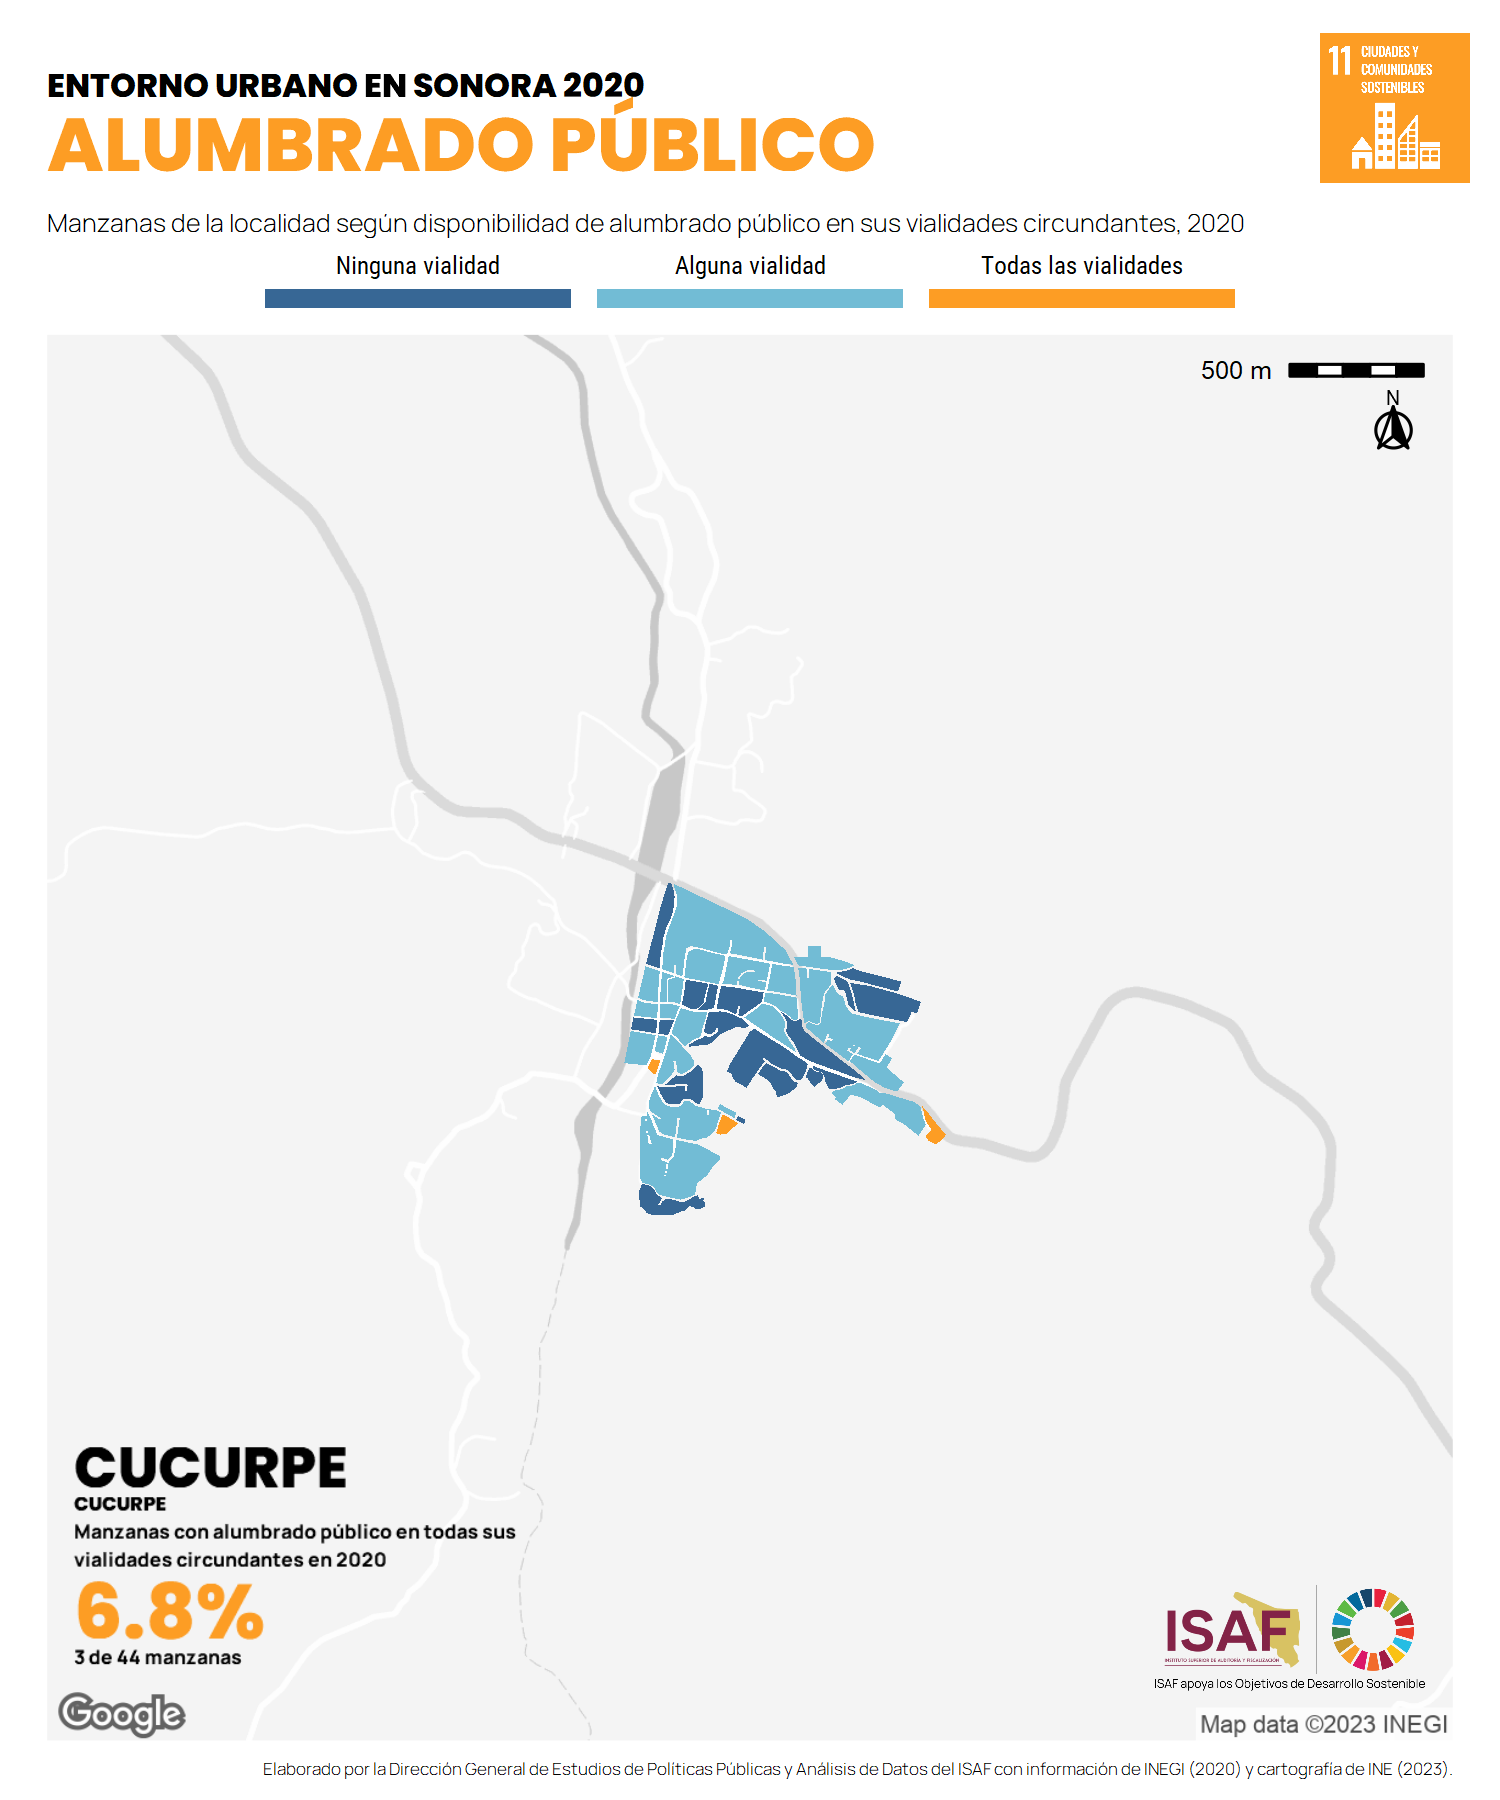 ENTORNO URBANO EN SONORA 2020
ALUMBRADO PÚBLICO
11 CIUDADES Y
COMUNIDADES
SOSTENIBLES
Manzanas de la localidad según disponibilidad de alumbrado público en sus vialidades circundantes, 2020
Ninguna vialidad Alguna vialidad Todas las vialidades
500 m
N
CUCURPE
CUCURPE
Manzanas con alumbrado público en todas sus
vialidades circundantes en 2020
6.8%
3 de 44 manzanas
ISAF
INSTITUTO SUPERIOR DE AUDITORÍA Y FISCALIZACIÓN
ISAF apoya los Objetivos de Desarrollo Sostenible
Google
Map data ©2023 INEGI
Elaborado por la Dirección General de Estudios de Políticas Públicas y Análisis de Datos del ISAF con información de INEGI (2020) y cartografía de INE (2023).